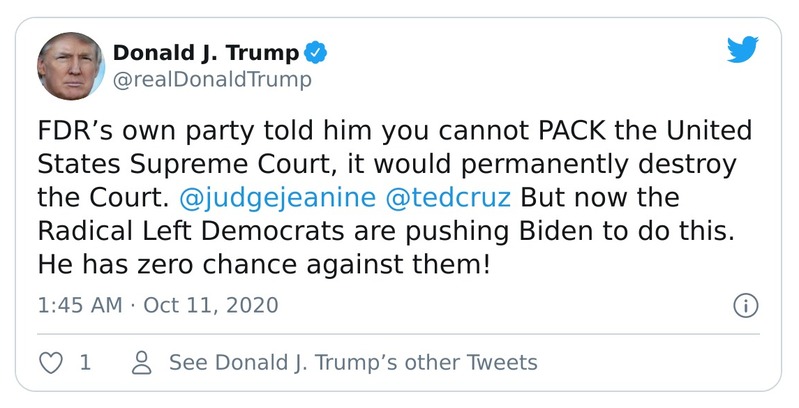 Donald J. Trump
@realDonaldTrump
FDR’s own party told him you cannot PACK the United
States Supreme Court, it would permanently destroy
the Court. @judgejeanine @tedcruz But now the
Radical Left Democrats are pushing Biden to do this.
He has zero chance against them!
1:45 AM · Oct 11, 2020
1 See Donald J. Trump’s other Tweets